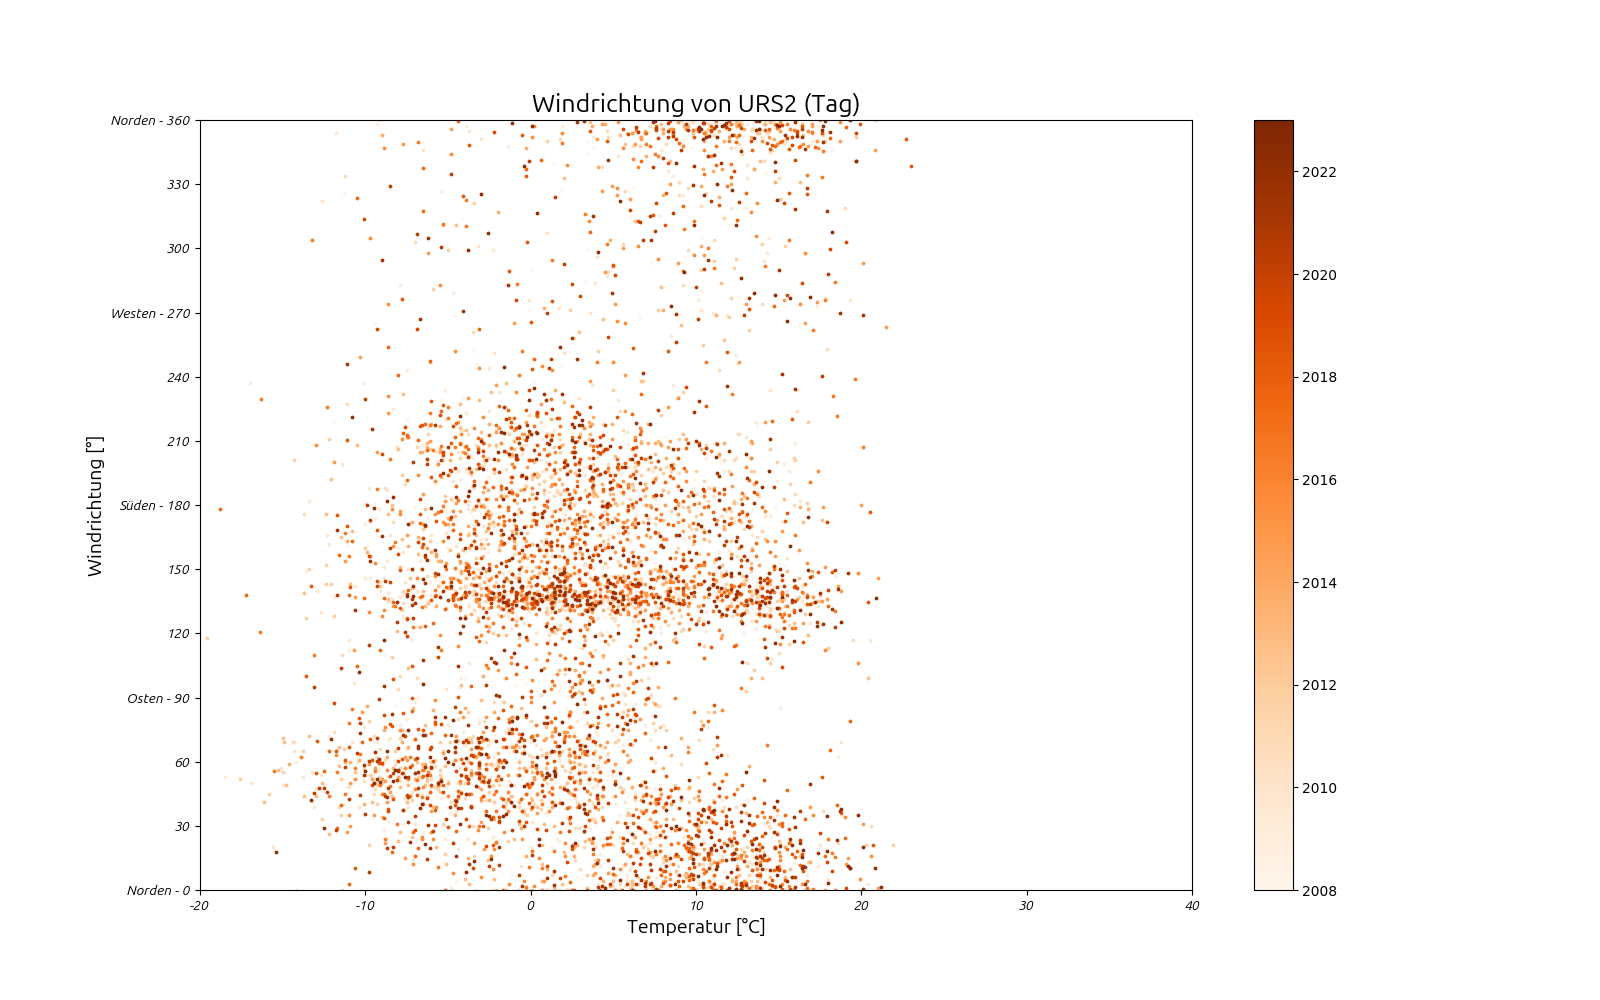 Windrichtung von URS2 (Tag)
Norden - 360
330
300
Westen - 270
240
210
Süden - 180
150
120
Osten - 90
60
30
Norden - 0
Windrichtung [°]
-20 -10 0 10 20 30 40
Temperatur [°C]
2022
2020
2018
2016
2014
2012
2010
2008